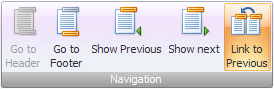 Go to
Header
Go to
Footer
Show Previous
Show next
Link to
Previous
Navigation